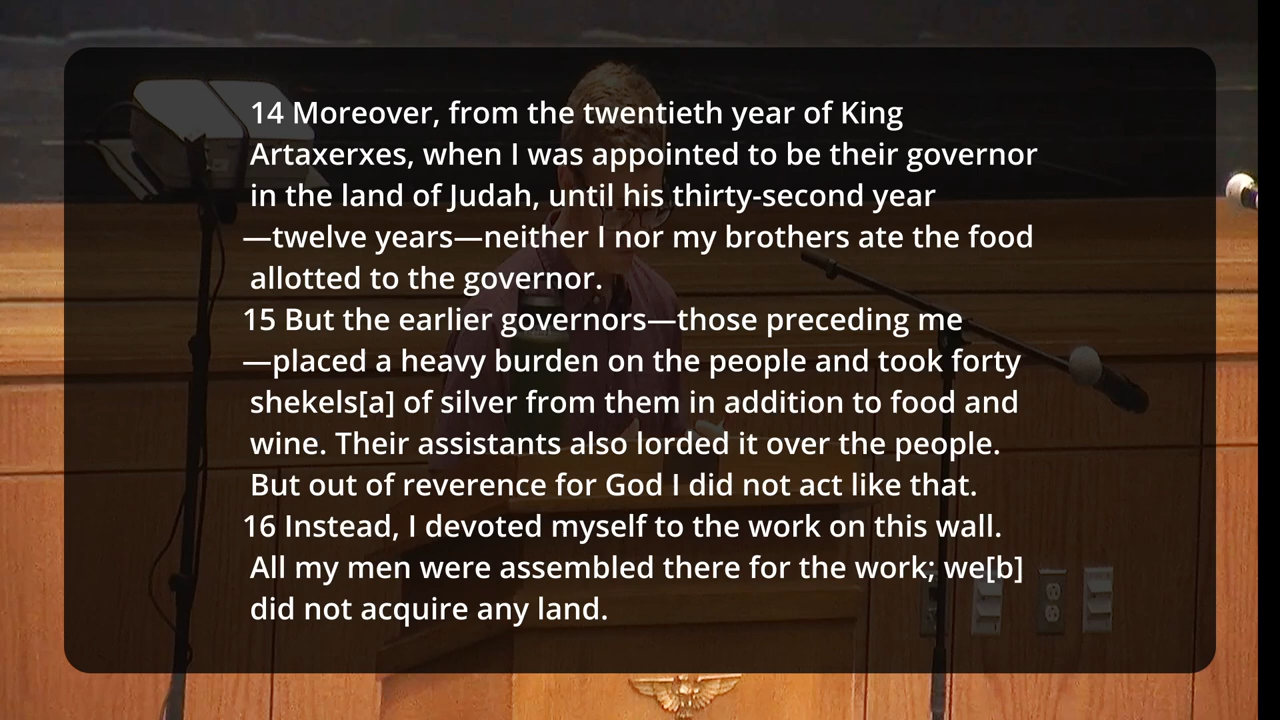 14 Moreover, from the twentieth year of King
Artaxerxes, when I was appointed to be their governor
in the land of Judah, until his thirty-second year
—twelve years—neither I nor my brothers ate the food
allotted to the governor.
15 But the earlier governors—those preceding me
—placed a heavy burden on the people and took forty
shekels[a] of silver from them in addition to food and
wine. Their assistants also lorded it over the people.
But out of reverence for God I did not act like that.
16 Instead, I devoted myself to the work on this wall.
All my men were assembled there for the work; we[b]
did not acquire any land.